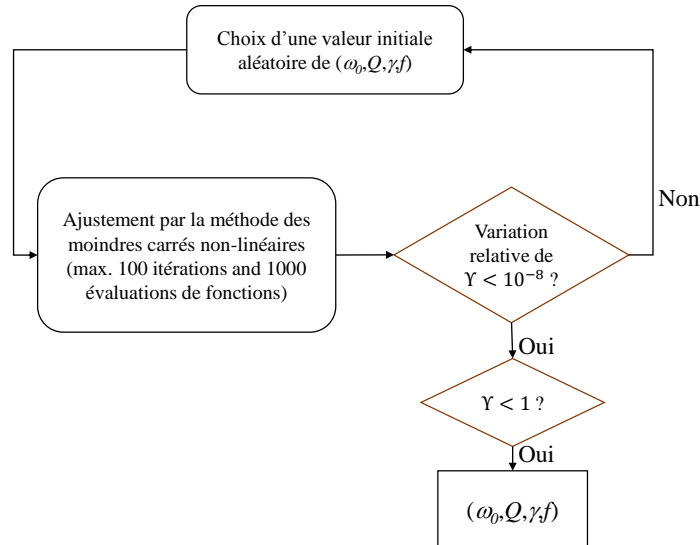 Choix d'une valeur initiale
aléatoire de (ω₀,Q,γ,f)
Non
Ajustement par la méthode des
moindres carrés non-linéaires
(max. 100 itérations and 1000
évaluations de fonctions)
Variation
relative de
ϒ < 10⁻⁸ ?
Oui
ϒ < 1 ?
Oui
(ω₀,Q,γ,f)